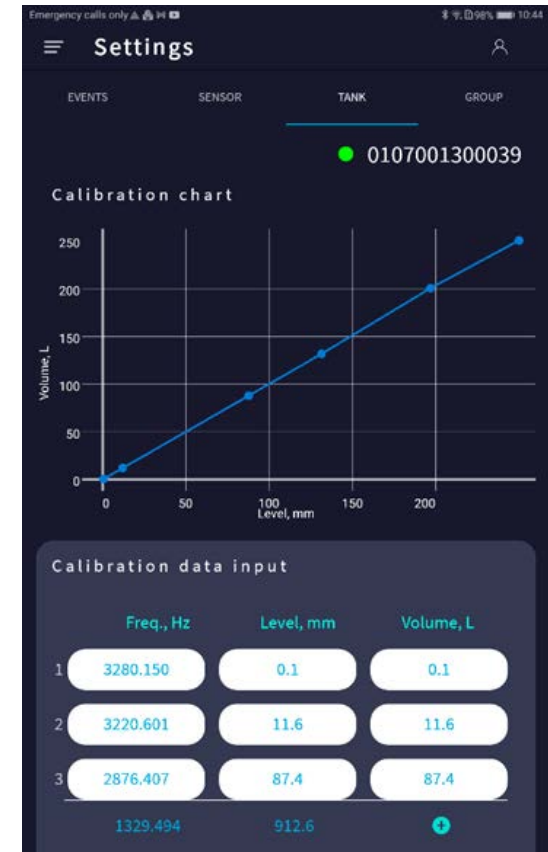 Emergency calls only 98% 10:44
Settings
EVENTS SENSOR TANK GROUP
0107001300039
Calibration chart
250
200
150
100
50
0
Volume, L
0 50 100 150 200
Level, mm
Calibration data input
Freq., Hz Level, mm Volume, L
1 3280.150 0.1 0.1
2 3220.601 11.6 11.6
3 2876.407 87.4 87.4
1329.494 912.6